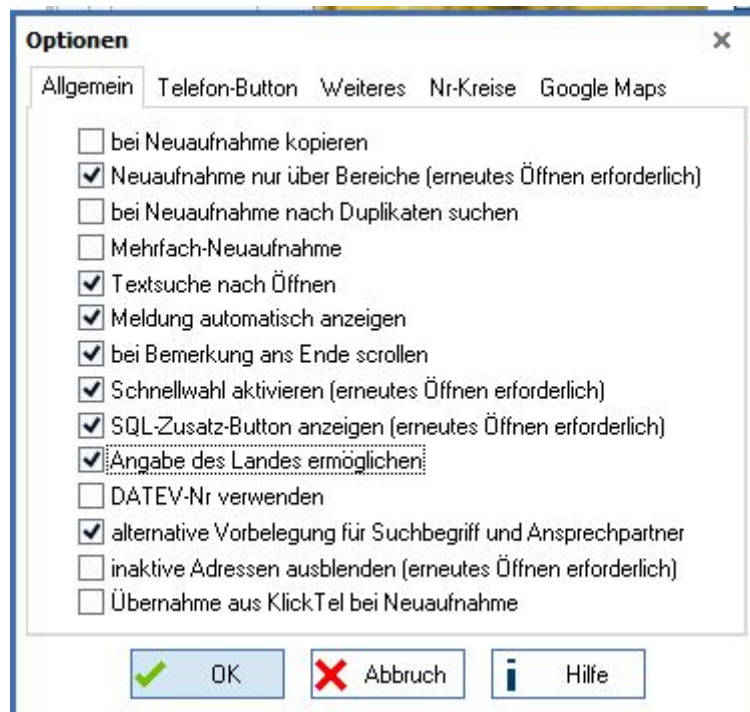 Optionen
Allgemein Telefon-Button Weiteres Nr-Kreise Google Maps
bei Neuaufnahme kopieren
Neuaufnahme nur über Bereiche (erneutes Öffnen erforderlich)
bei Neuaufnahme nach Duplikaten suchen
Mehrfach-Neuaufnahme
Textsuche nach Öffnen
Meldung automatisch anzeigen
bei Bemerkung ans Ende scrollen
Schnellwahl aktivieren (erneutes Öffnen erforderlich)
SQL-Zusatz-Button anzeigen (erneutes Öffnen erforderlich)
Angabe des Landes ermöglichen
DATEV-Nr verwenden
alternative Vorbelegung für Suchbegriff und Ansprechpartner
inaktive Adressen ausblenden (erneutes Öffnen erforderlich)
Übernahme aus KlickTel bei Neuaufnahme
OK Abbruch Hilfe